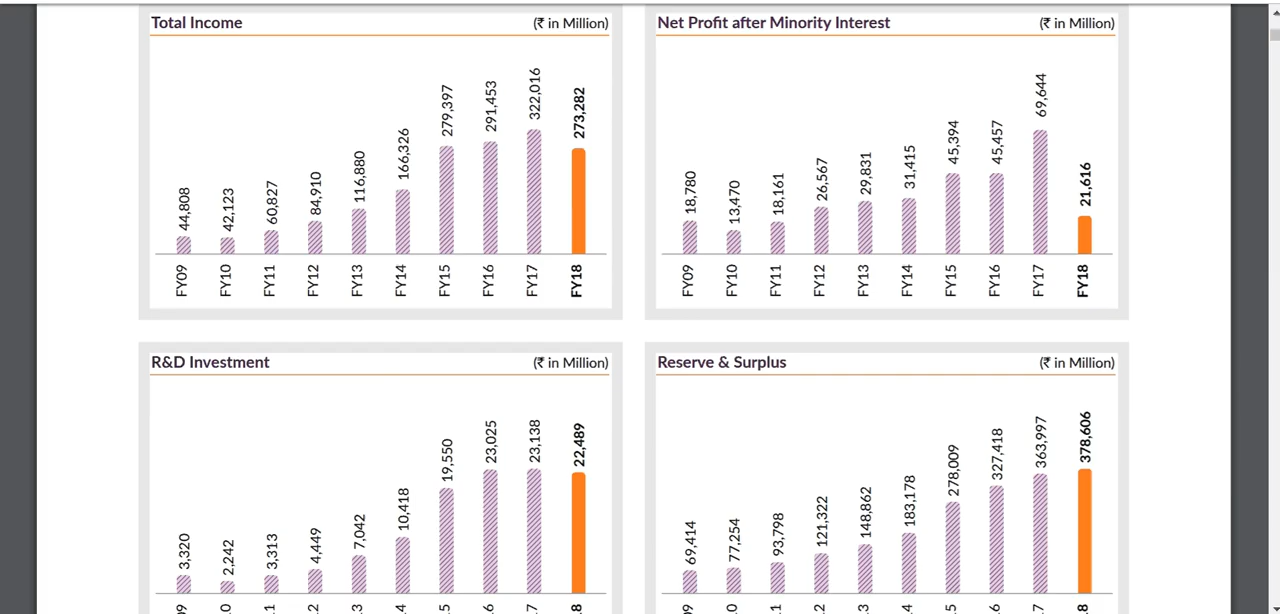 Total Income (₹ in Million)
44,808 42,123 60,827 84,910 116,880 166,326 279,397 291,453 322,016 273,282
FY09 FY10 FY11 FY12 FY13 FY14 FY15 FY16 FY17 FY18
Net Profit after Minority Interest (₹ in Million)
18,780 13,470 18,161 26,567 29,831 31,415 45,394 45,457 69,644 21,616
FY09 FY10 FY11 FY12 FY13 FY14 FY15 FY16 FY17 FY18
R&D Investment (₹ in Million)
3,320 2,242 3,313 4,449 7,042 10,418 19,550 23,025 23,138 22,489
Reserve & Surplus (₹ in Million)
69,414 77,254 93,798 121,322 148,862 183,178 278,009 327,418 363,997 378,606